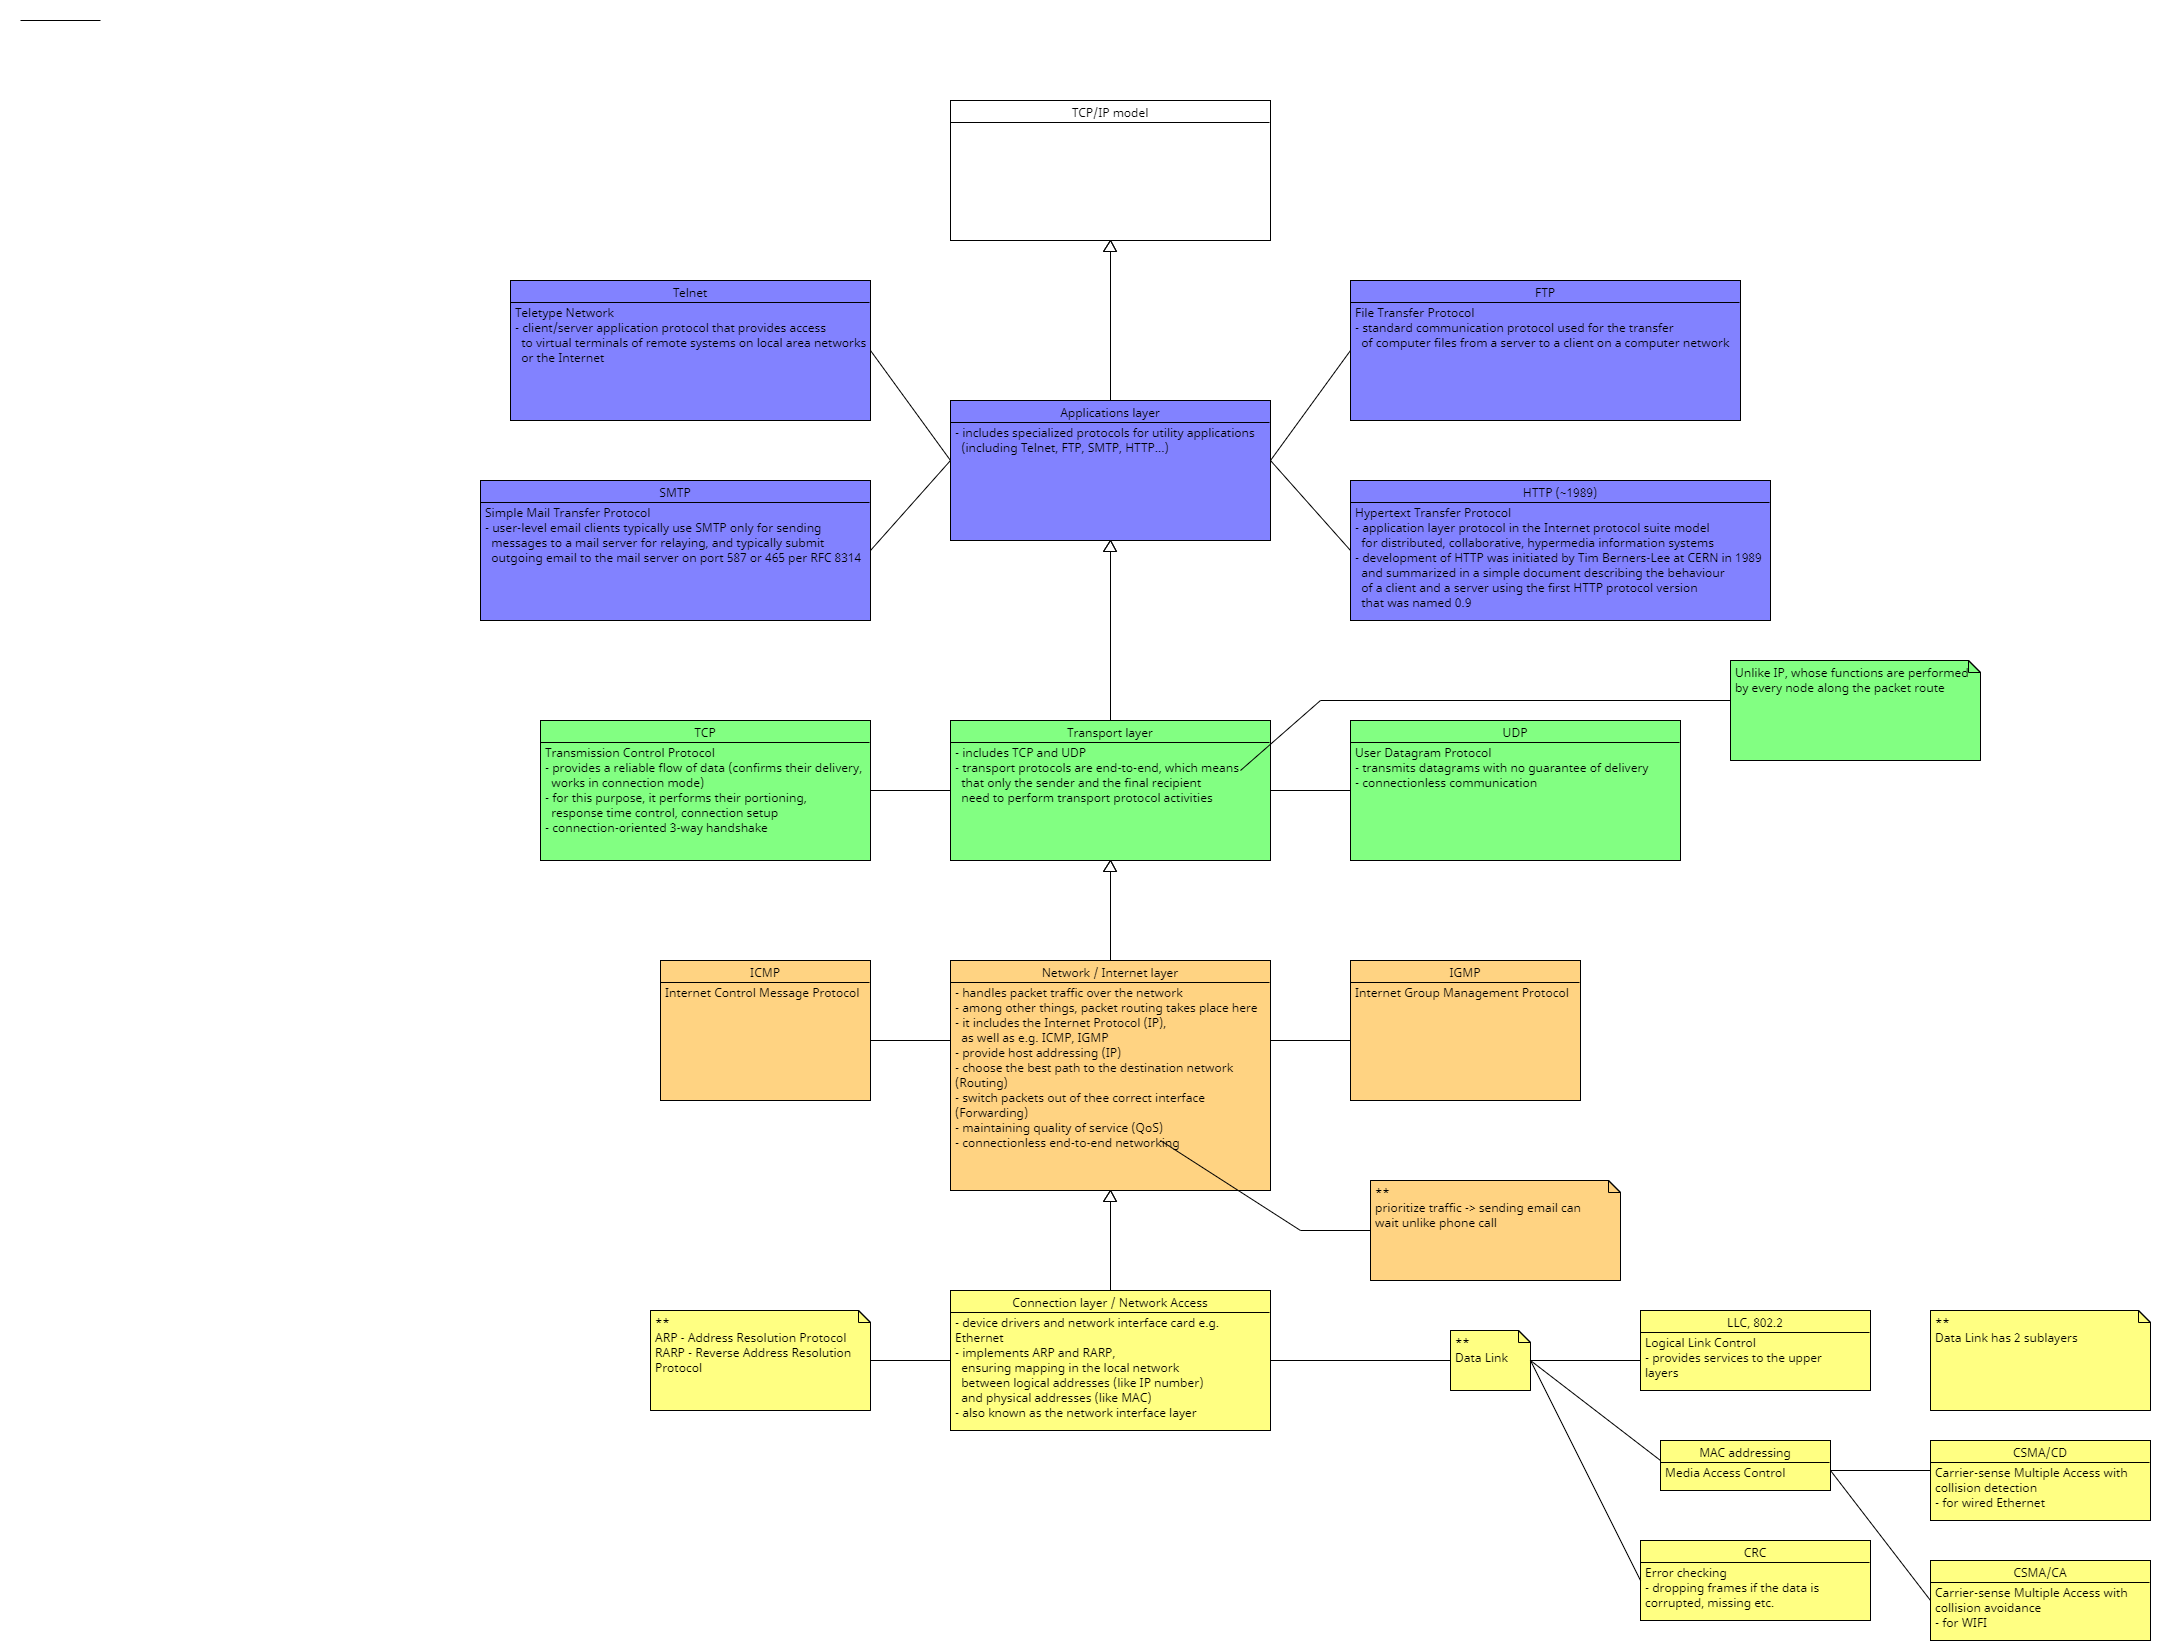 TCP/IP model
Telnet
Teletype Network
- client/server application protocol that provides access
to virtual terminals of remote systems on local area networks
or the Internet
FTP
File Transfer Protocol
- standard communication protocol used for the transfer
of computer files from a server to a client on a computer network
Applications layer
- includes specialized protocols for utility applications
(including Telnet, FTP, SMTP, HTTP...)
SMTP
Simple Mail Transfer Protocol
- user-level email clients typically use SMTP only for sending
messages to a mail server for relaying, and typically submit
outgoing email to the mail server on port 587 or 465 per RFC 8314
HTTP (~1989)
Hypertext Transfer Protocol
- application layer protocol in the Internet protocol suite model
for distributed, collaborative, hypermedia information systems
- development of HTTP was initiated by Tim Berners-Lee at CERN in 1989
and summarized in a simple document describing the behaviour
of a client and a server using the first HTTP protocol version
that was named 0.9
Unlike IP, whose functions are performed
by every node along the packet route
TCP
Transmission Control Protocol
- provides a reliable flow of data (confirms their delivery,
works in connection mode)
- for this purpose, it performs their portioning,
response time control, connection setup
- connection-oriented 3-way handshake
Transport layer
- includes TCP and UDP
- transport protocols are end-to-end, which means
that only the sender and the final recipient
need to perform transport protocol activities
UDP
User Datagram Protocol
- transmits datagrams with no guarantee of delivery
- connectionless communication
ICMP
Internet Control Message Protocol
Network / Internet layer
- handles packet traffic over the network
- among other things, packet routing takes place here
- it includes the Internet Protocol (IP),
as well as e.g. ICMP, IGMP
- provide host addressing (IP)
- choose the best path to the destination network
(Routing)
- switch packets out of thee correct interface
(Forwarding)
- maintaining quality of service (QoS)
- connectionless end-to-end networking
IGMP
Internet Group Management Protocol
**
prioritize traffic -> sending email can
wait unlike phone call
**
ARP - Address Resolution Protocol
RARP - Reverse Address Resolution
Protocol
Connection layer / Network Access
- device drivers and network interface card e.g.
Ethernet
- implements ARP and RARP,
ensuring mapping in the local network
between logical addresses (like IP number)
and physical addresses (like MAC)
- also known as the network interface layer
**
Data Link
LLC, 802.2
Logical Link Control
- provides services to the upper
layers
**
Data Link has 2 sublayers
MAC addressing
Media Access Control
CSMA/CD
Carrier-sense Multiple Access with
collision detection
- for wired Ethernet
CRC
Error checking
- dropping frames if the data is
corrupted, missing etc.
CSMA/CA
Carrier-sense Multiple Access with
collision avoidance
- for WIFI